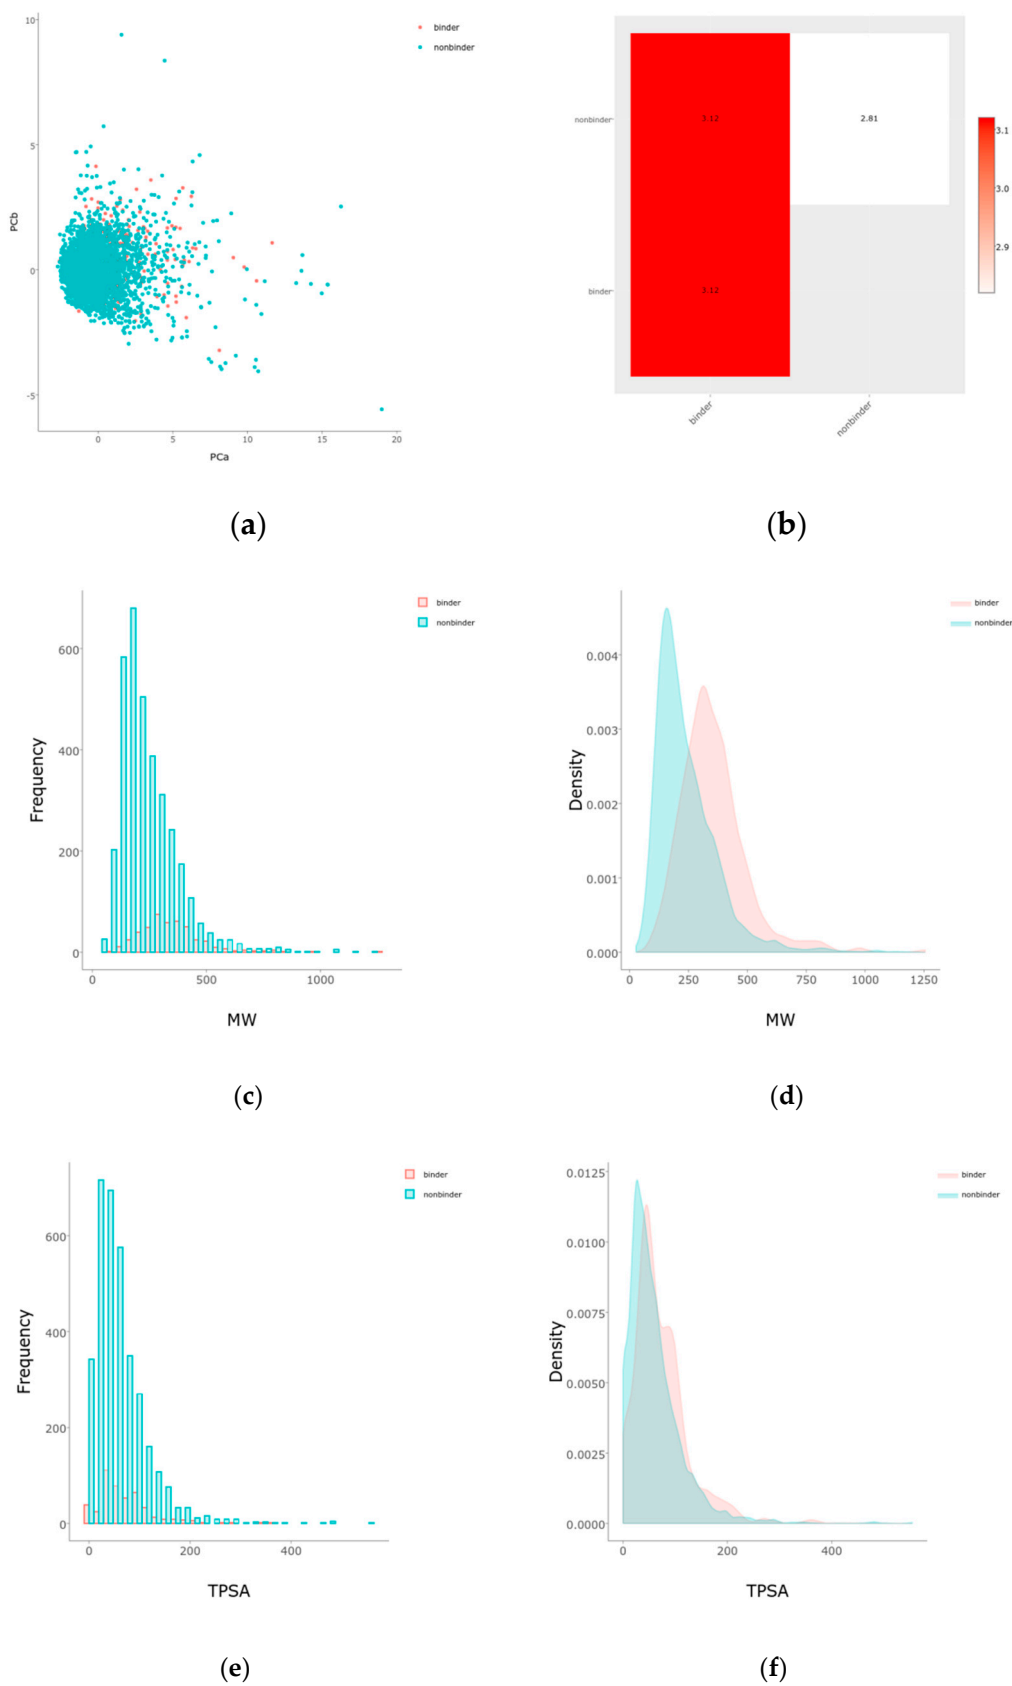 10
5
0
-5
PCb
0
5
10
15
20
PCa
binder
nonbinder
(a)
nonbinder
binder
3.12
2.81
3.12
binder
nonbinder
3.1
3.0
2.9
(b)
600
400
200
0
Frequency
0
500
1000
MW
binder
nonbinder
(c)
0.004
0.003
0.002
0.001
0.000
Density
0
250
500
750
1000
1250
MW
binder
nonbinder
(d)
600
400
200
0
Frequency
0
200
400
TPSA
binder
nonbinder
(e)
0.0125
0.0100
0.0075
0.0050
0.0025
0.0000
Density
0
200
400
TPSA
binder
nonbinder
(f)